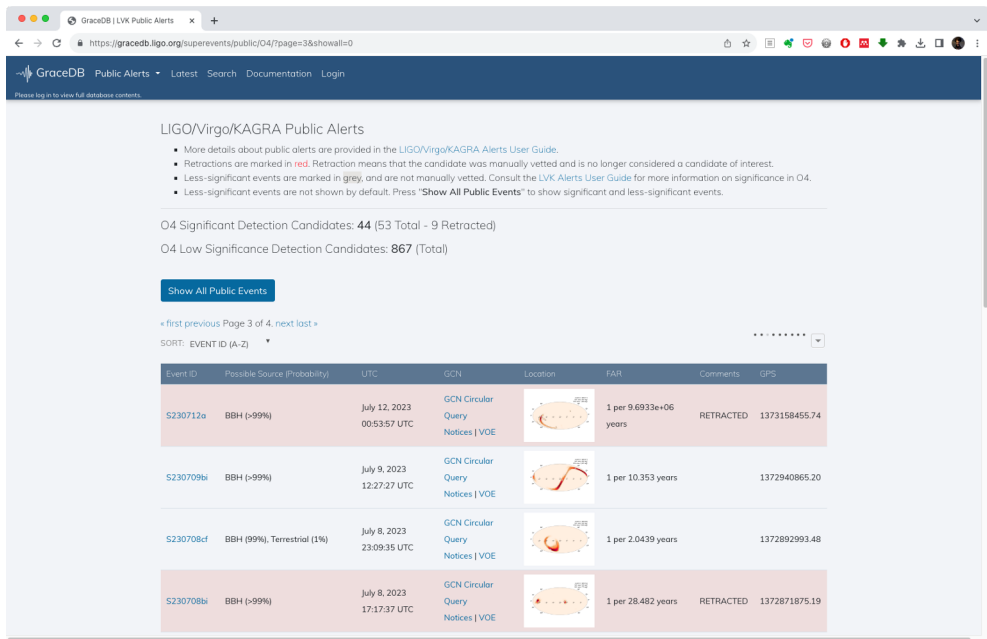 GraceDB | LVK Public Alerts
https://gracedb.ligo.org/superevents/public/O4/?page=3&showall=0
GraceDB Public Alerts Latest Search Documentation Login
Please log in to view full database contents.
LIGO/Virgo/KAGRA Public Alerts
More details about public alerts are provided in the LIGO/Virgo/KAGRA Alerts User Guide.
Retractions are marked in red. Retraction means that the candidate was manually vetted and is no longer considered a candidate of interest.
Less-significant events are marked in grey, and are not manually vetted. Consult the LVK Alerts User Guide for more information on significance in O4.
Less-significant events are not shown by default. Press "Show All Public Events" to show significant and less-significant events.
O4 Significant Detection Candidates: 44 (53 Total - 9 Retracted)
O4 Low Significance Detection Candidates: 867 (Total)
Show All Public Events
« first previous Page 3 of 4. next last »
SORT: EVENT ID (A-Z)
Event ID Possible Source (Probability) UTC GCN Location FAR Comments GPS
S230712a BBH (>99%) July 12, 2023 00:53:57 UTC GCN Circular Query Notices | VOE 1 per 9.6933e+06 years RETRACTED 1373158455.74
S230709bi BBH (>99%) July 9, 2023 12:27:27 UTC GCN Circular Query Notices | VOE 1 per 10.353 years 1372940865.20
S230708cf BBH (99%), Terrestrial (1%) July 8, 2023 23:09:35 UTC GCN Circular Query Notices | VOE 1 per 2.0439 years 1372892993.48
S230708bi BBH (>99%) July 8, 2023 17:17:37 UTC GCN Circular Query Notices | VOE 1 per 28.482 years RETRACTED 1372871875.19